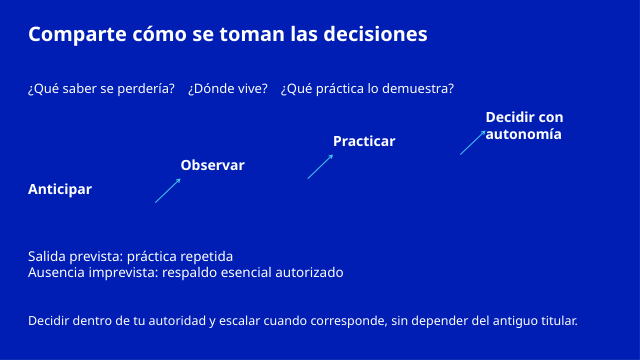 Comparte cómo se toman las decisiones
¿Qué saber se perdería? ¿Dónde vive? ¿Qué práctica lo demuestra?
Anticipar
Observar
Practicar
Decidir con
autonomía
Salida prevista: práctica repetida
Ausencia imprevista: respaldo esencial autorizado
Decidir dentro de tu autoridad y escalar cuando corresponde, sin depender del antiguo titular.